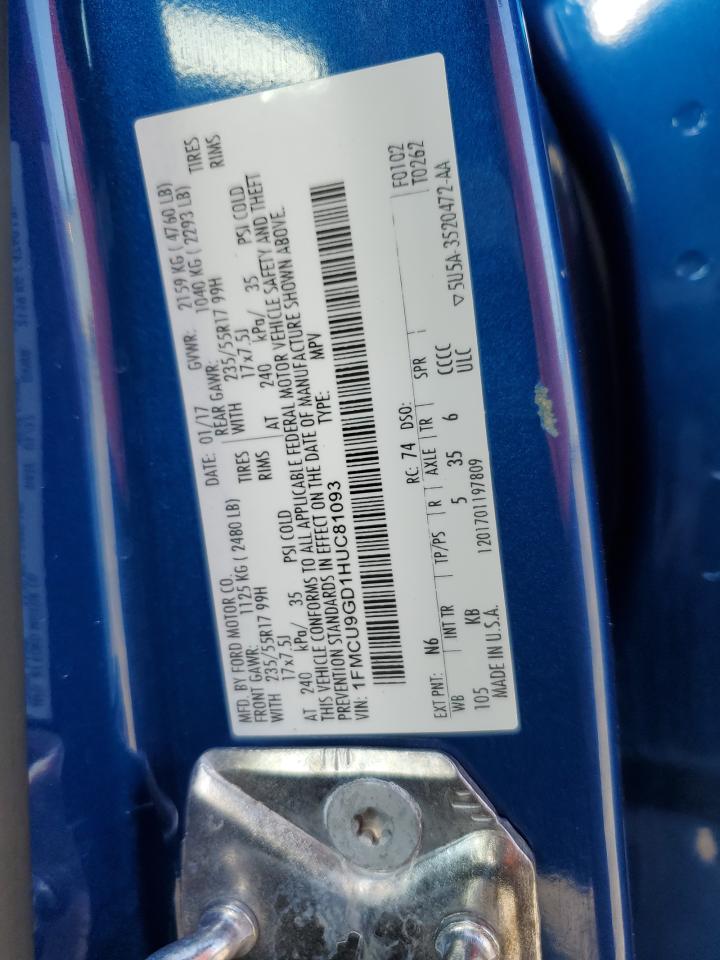 MFD. BY FORD MOTOR CO. DATE: 01/17 GVWR: 2159 KG ( 4760 LB)
FRONT GAWR: 1125 KG ( 2480 LB) REAR GAWR: 1040 KG ( 2293 LB)
WITH 235/55R17 99H TIRES WITH 235/55R17 99H TIRES
17x7.5J RIMS 17x7.5J RIMS
AT 240 kPa/ 35 PSI COLD AT 240 kPa/ 35 PSI COLD
THIS VEHICLE CONFORMS TO ALL APPLICABLE FEDERAL MOTOR VEHICLE SAFETY AND THEFT
PREVENTION STANDARDS IN EFFECT ON THE DATE OF MANUFACTURE SHOWN ABOVE.
VIN: 1FMCU9GD1HUC81093 TYPE: MPV
EXT PNT: N6 RC: 74 DSO: F0102
T0262
WB INT TR TP/PS R AXLE TR SPR
105 KB 5 35 6 CCCC
ULC
MADE IN U.S.A. 1201701197809 ▽5U5A-3520472-AA